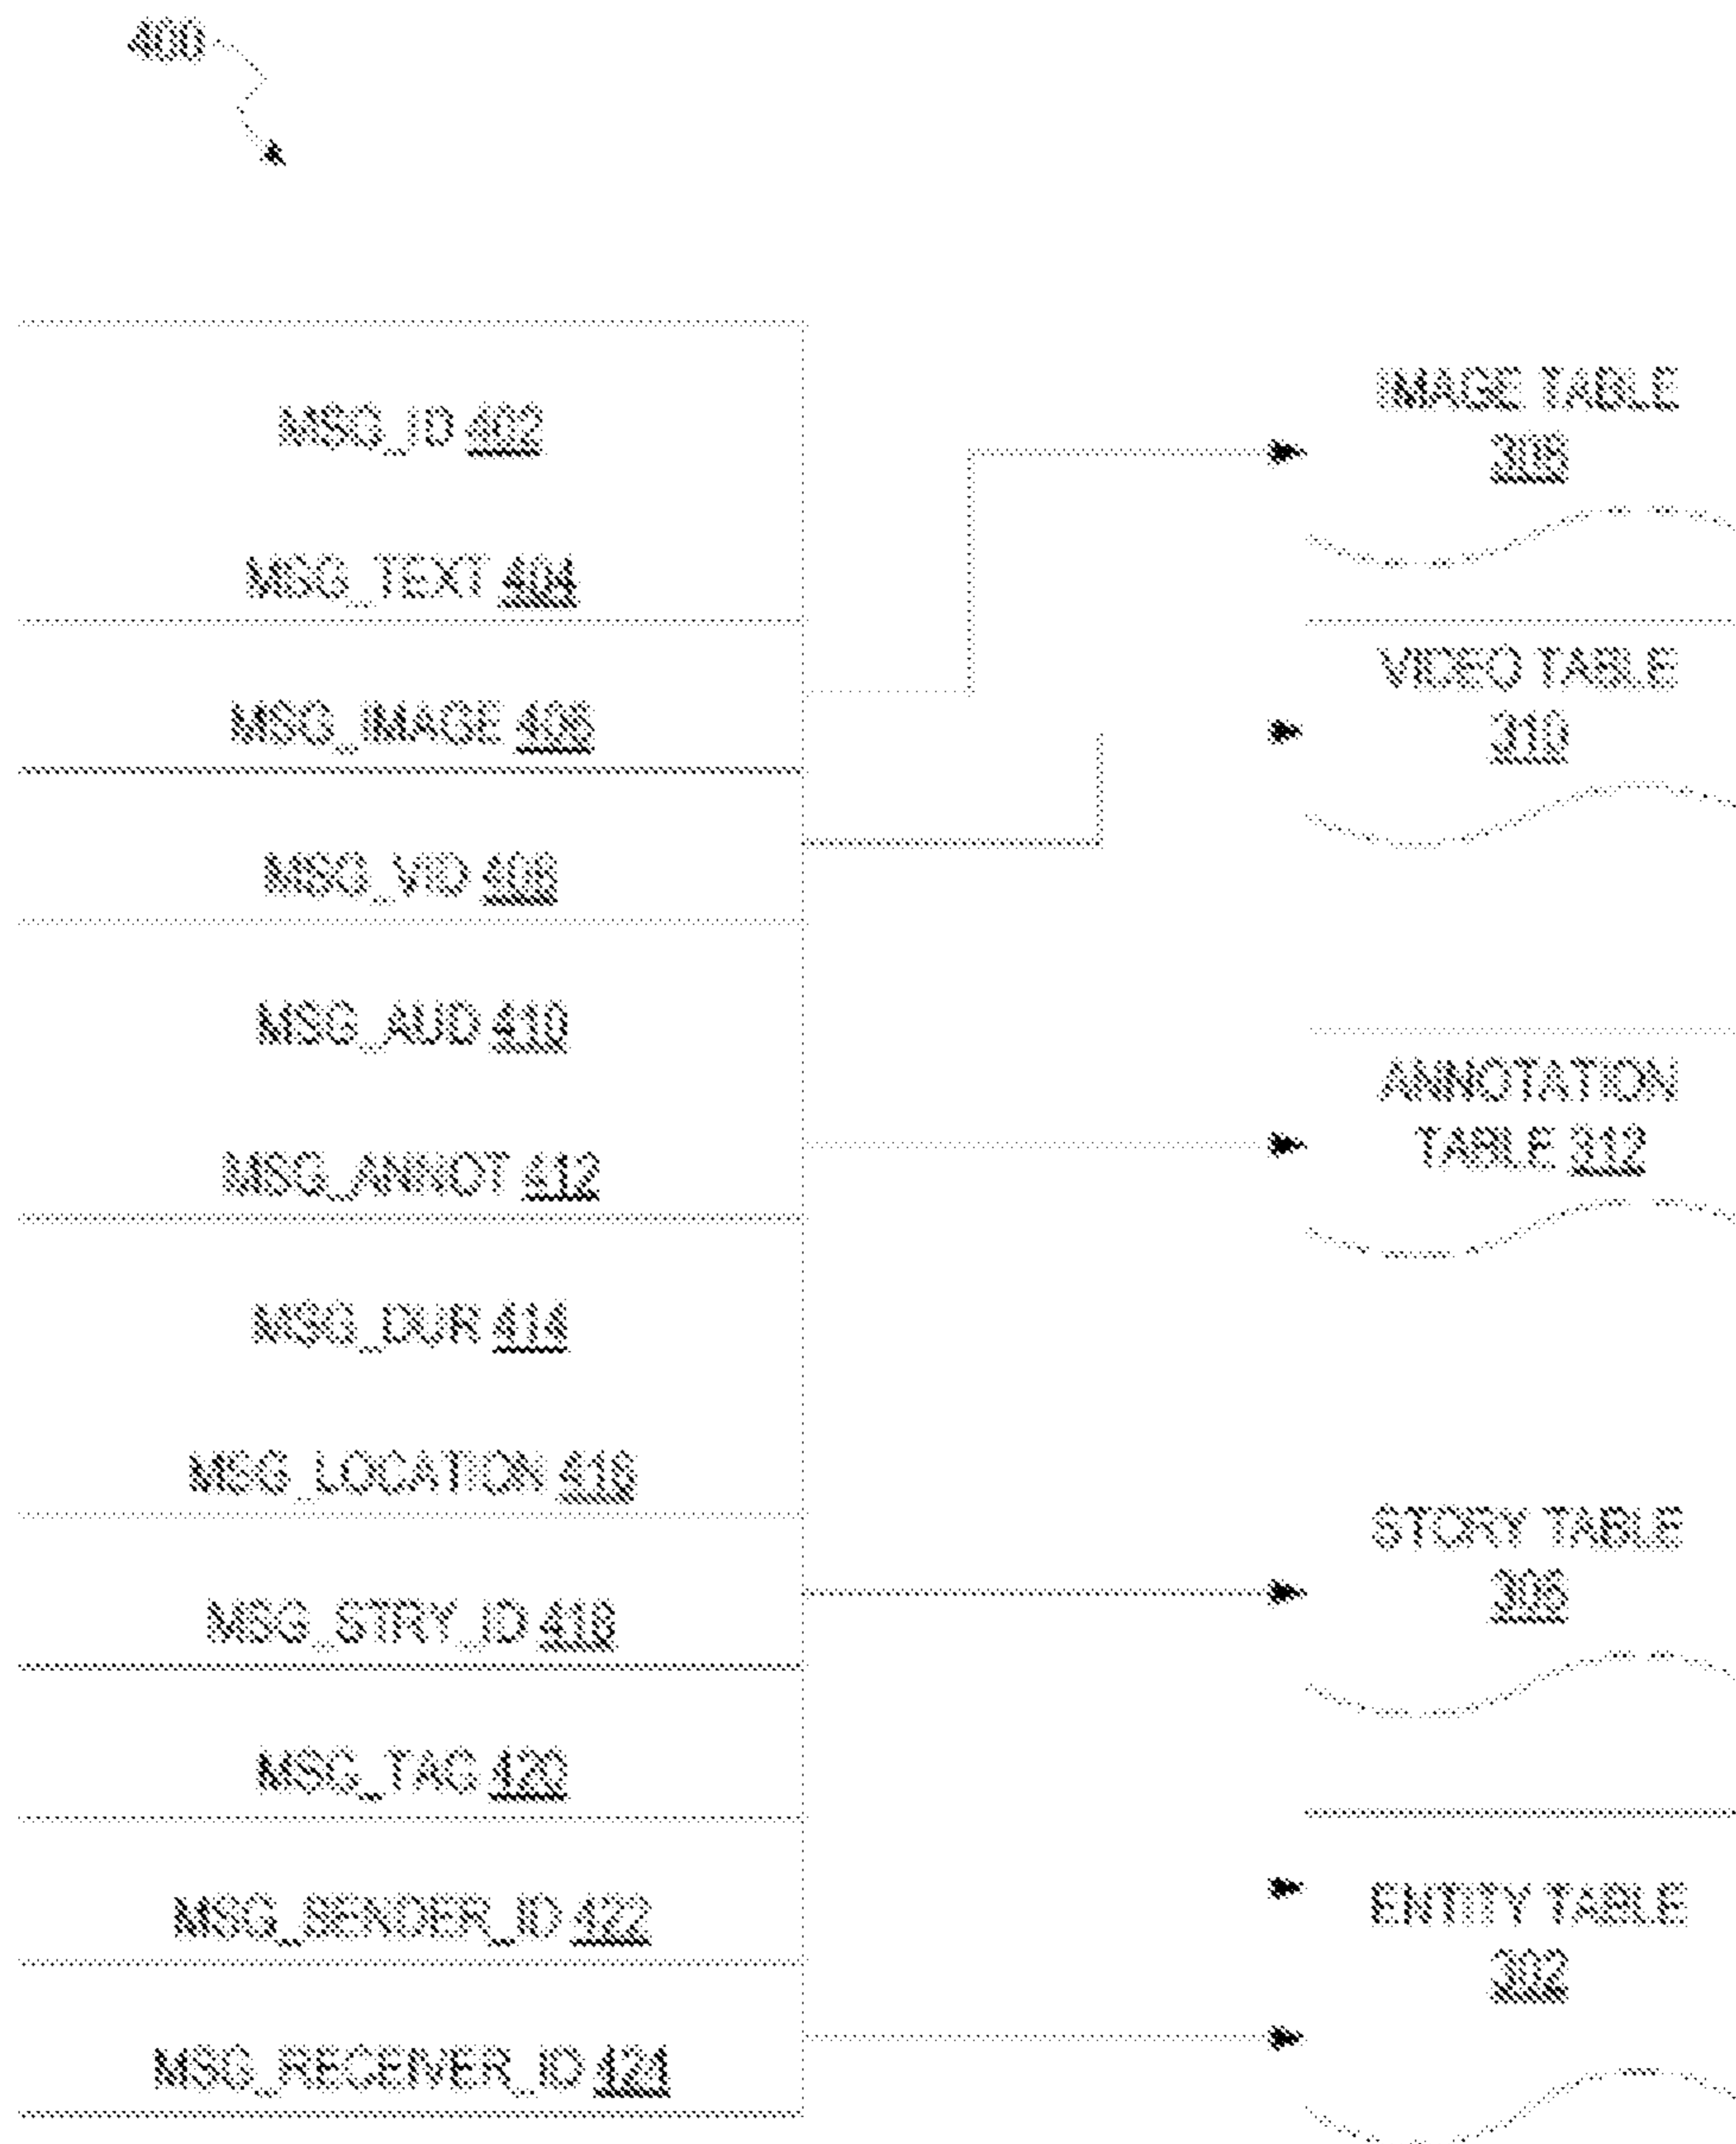 400
MSG_ID 402
MSG_TEXT 404
MSG_IMAGE 406
MSG_VID 408
MSG_AUD 410
MSG_ANNOT 412
MSG_DUR 414
MSG_LOCATION 416
MSG_STRY_ID 418
MSG_TAG 420
MSG_SENDER_ID 422
MSG_RECEIVER_ID 424
IMAGE TABLE
308
VIDEO TABLE
310
ANNOTATION
TABLE 312
STORY TABLE
306
ENTITY TABLE
302